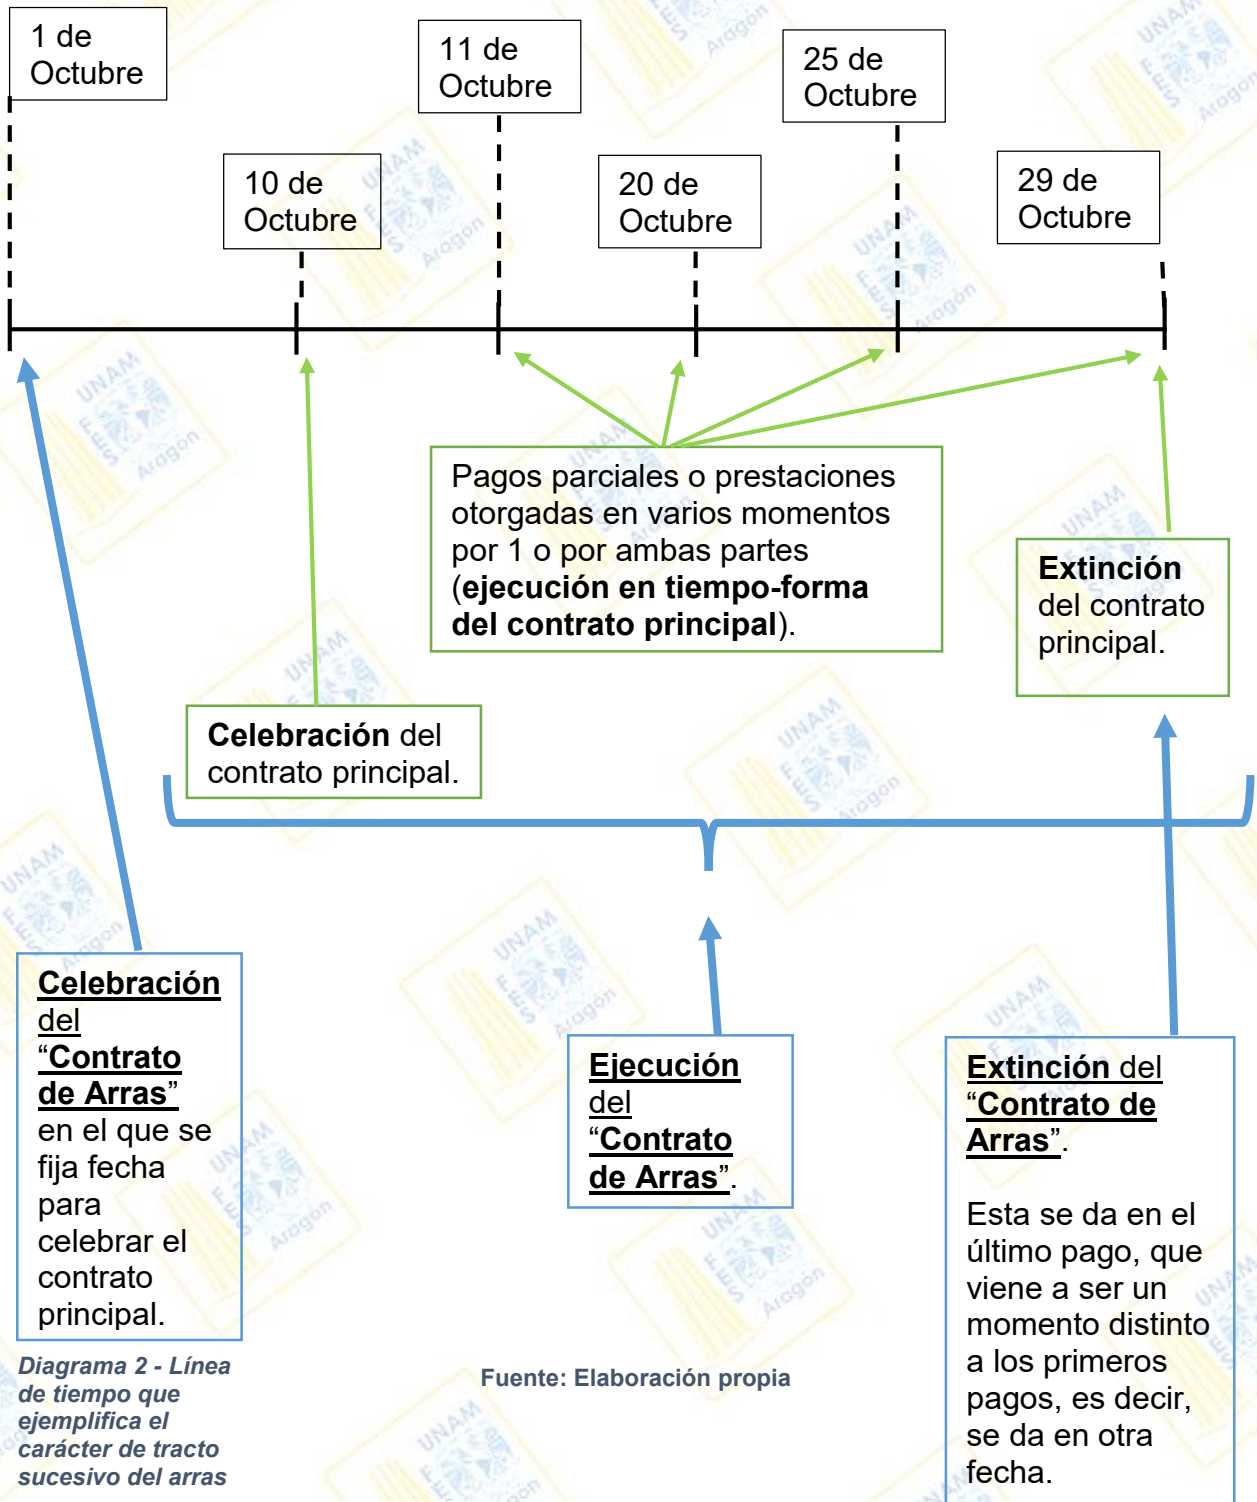 1 de
Octubre
11 de
Octubre
25 de
Octubre
10 de
Octubre
20 de
Octubre
29 de
Octubre
Pagos parciales o prestaciones
otorgadas en varios momentos
por 1 o por ambas partes
(ejecución en tiempo-forma
del contrato principal).
Extinción
del contrato
principal.
Celebración del
contrato principal.
Celebración
del
“Contrato
de Arras”
en el que se
fija fecha
para
celebrar el
contrato
principal.
Ejecución
del
“Contrato
de Arras”.
Extinción del
“Contrato de
Arras”.
Esta se da en el
último pago, que
viene a ser un
momento distinto
a los primeros
pagos, es decir,
se da en otra
fecha.
Diagrama 2 - Línea
de tiempo que
ejemplifica el
carácter de tracto
sucesivo del arras
Fuente: Elaboración propia
UNAM
FES
Aragón